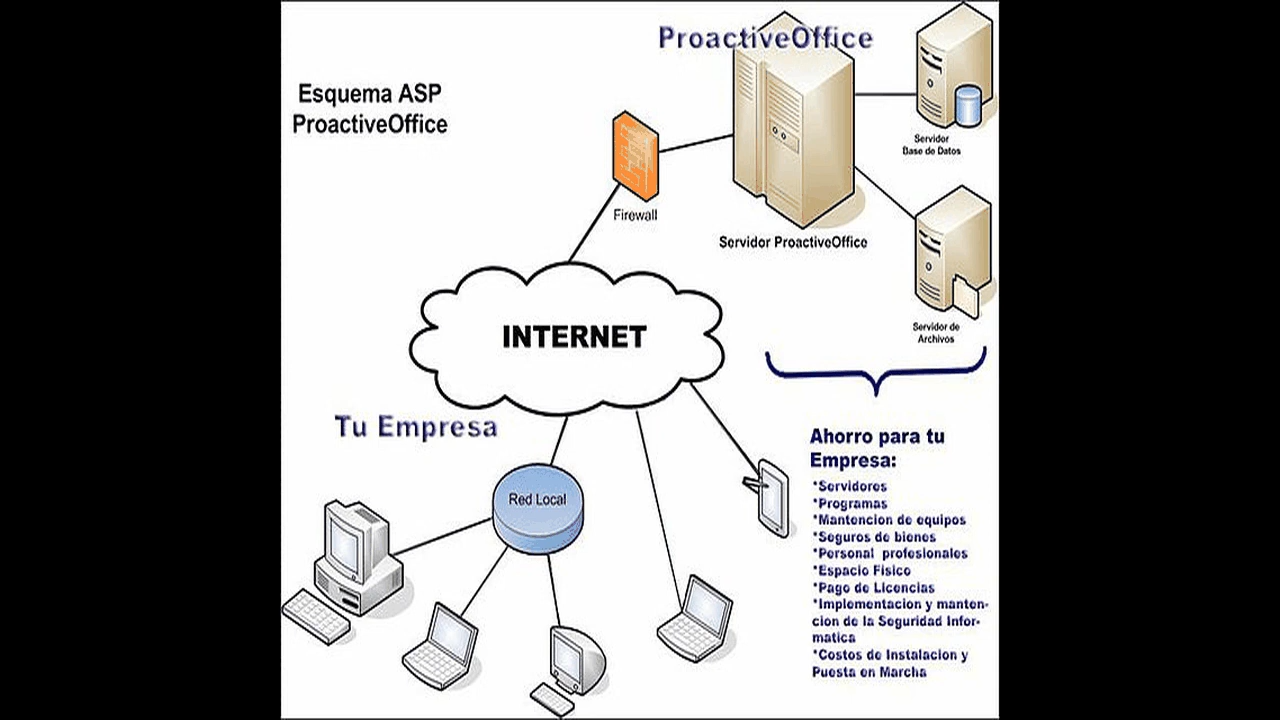 ProactiveOffice
Esquema ASP
ProactiveOffice
Servidor
Base de Datos
Firewall
Servidor ProactiveOffice
Servidor de
Archivos
INTERNET
Tu Empresa
Red Local
Ahorro para tu
Empresa:
*Servidores
*Programas
*Mantencion de equipos
*Seguros de bienes
*Personal profesionales
*Espacio Fisico
*Pago de Licencias
*Implementacion y manten-
cion de la Seguridad Infor-
matica
*Costos de Instalacion y
Puesta en Marcha